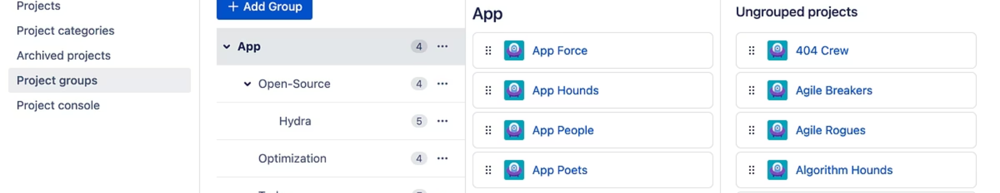 Projects
Project categories
Archived projects
Project groups
Project console
+ Add Group
App 4
Open-Source 4
Hydra 5
Optimization 4
App
App Force
App Hounds
App People
App Poets
Ungrouped projects
404 Crew
Agile Breakers
Agile Rogues
Algorithm Hounds